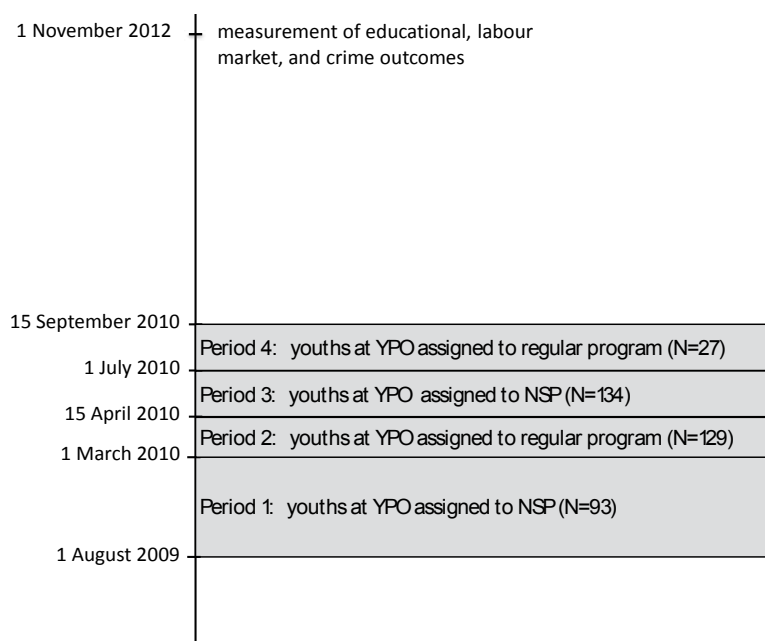 1 November 2012
measurement of educational, labour
market, and crime outcomes
15 September 2010
Period 4: youths at YPO assigned to regular program (N=27)
1 July 2010
Period 3: youths at YPO assigned to NSP (N=134)
15 April 2010
Period 2: youths at YPO assigned to regular program (N=129)
1 March 2010
Period 1: youths at YPO assigned to NSP (N=93)
1 August 2009